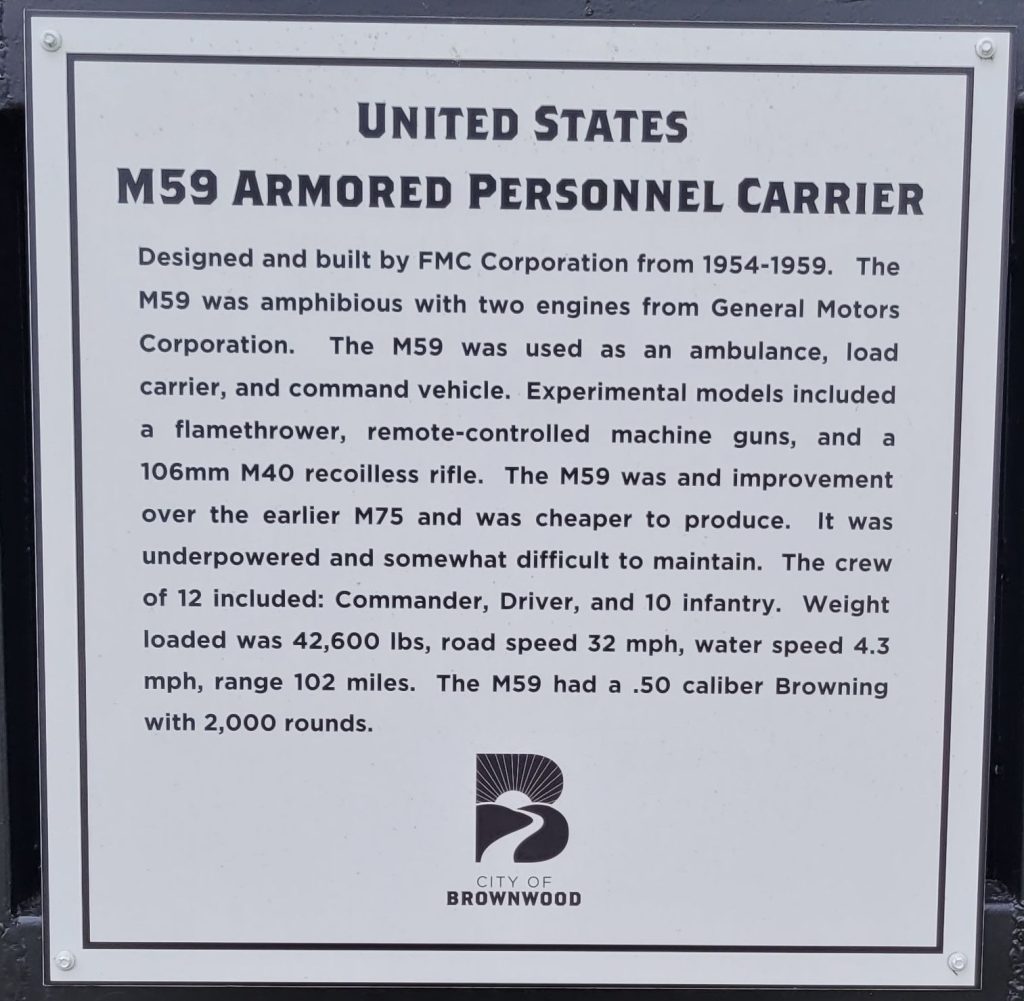 UNITED STATES
M59 ARMORED PERSONNEL CARRIER
Designed and built by FMC Corporation from 1954-1959. The
M59 was amphibious with two engines from General Motors
Corporation. The M59 was used as an ambulance, load
carrier, and command vehicle. Experimental models included
a flamethrower, remote-controlled machine guns, and a
106mm M40 recoilless rifle. The M59 was and improvement
over the earlier M75 and was cheaper to produce. It was
underpowered and somewhat difficult to maintain. The crew
of 12 included: Commander, Driver, and 10 infantry. Weight
loaded was 42,600 lbs, road speed 32 mph, water speed 4.3
mph, range 102 miles. The M59 had a .50 caliber Browning
with 2,000 rounds.
B
CITY OF
BROWNWOOD